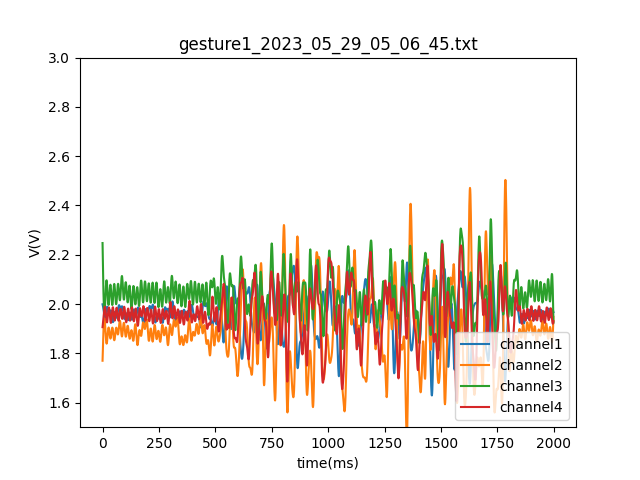 gesture1_2023_05_29_05_06_45.txt
3.0
2.8
2.6
2.4
2.2
2.0
1.8
1.6
V(V)
channel1
channel2
channel3
channel4
0 250 500 750 1000 1250 1500 1750 2000
time(ms)